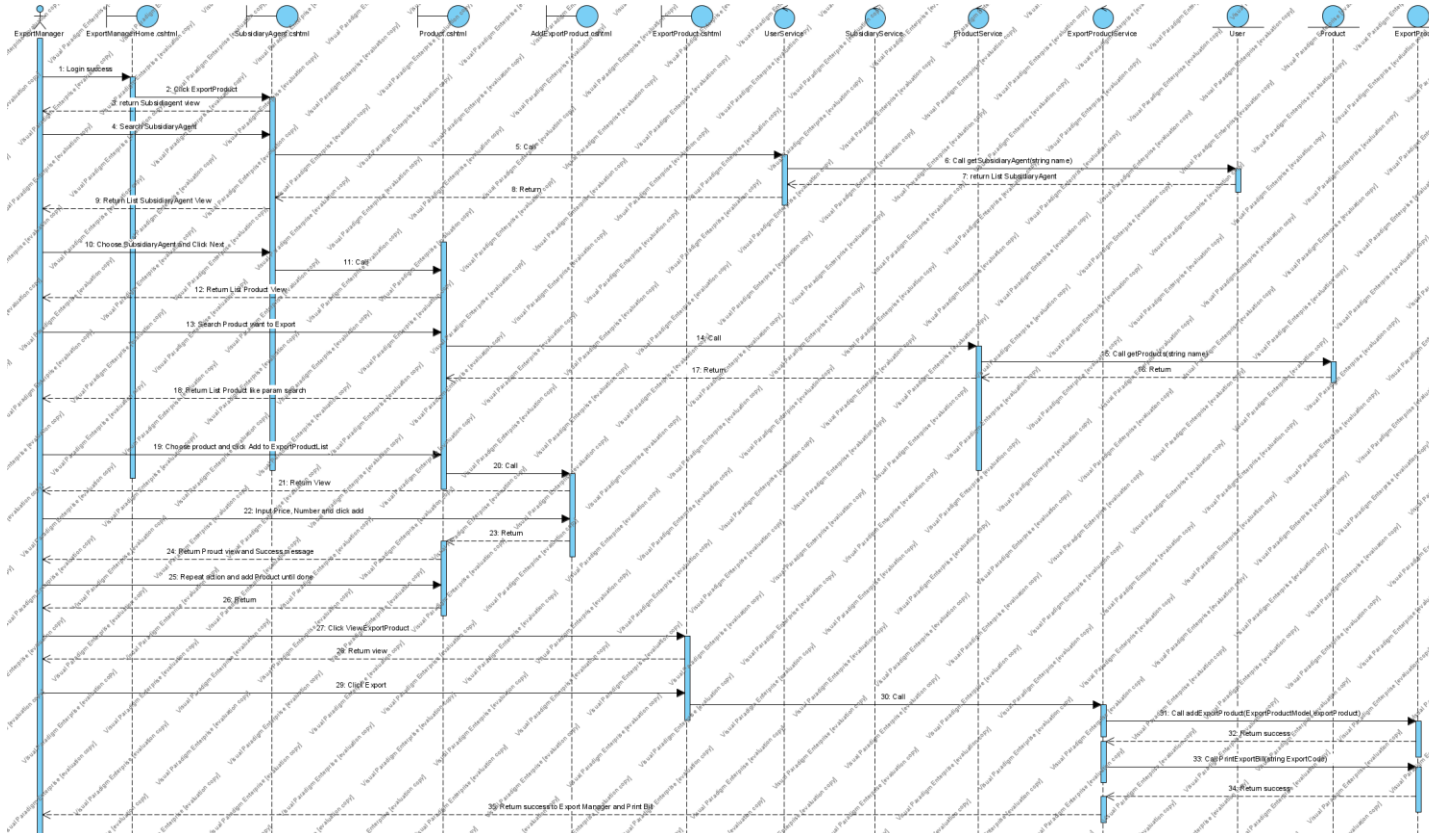 ExportManager
ExportManagerHome.cshtml
SubsidiaryAgent.cshtml
Product.cshtml
AddExportProduct.cshtml
ExportProduct.cshtml
UserService
SubsidiaryService
ProductService
ExportProductService
User
Product
ExportProd
1: Login success
2: Click ExportProduct
3: return Subsidiagent view
4: Search SubsidiaryAgent
5: Call
6: Call getSubsidiaryAgent(string name)
7: return List SubsidiaryAgent
8: Return
9: Return List SubsidiaryAgent View
10: Choose SubsidiaryAgent and Click Next
11: Call
12: Return List Product View
13: Search Product want to Export
14: Call
15: Call getProducts(string name)
16: Return
17: Return
18: Return List Product like param search
19: Choose product and click Add to ExportProductList
20: Call
21: Return View
22: Input Price, Number and click add
23: Return
24: Return Prouct view and Success message
25: Repeat action and add Product until done
26: Return
27: Click View ExportProduct
28: Return view
29: Click Export
30: Call
31: Call addExportProduct(ExportProductModel exportProduct)
32: Return success
33: Call PrintExportBill(string ExportCode)
34: Return success
35: Return success to Export Manager and Print Bill
Visual Paradigm Enterprise [evaluation copy]